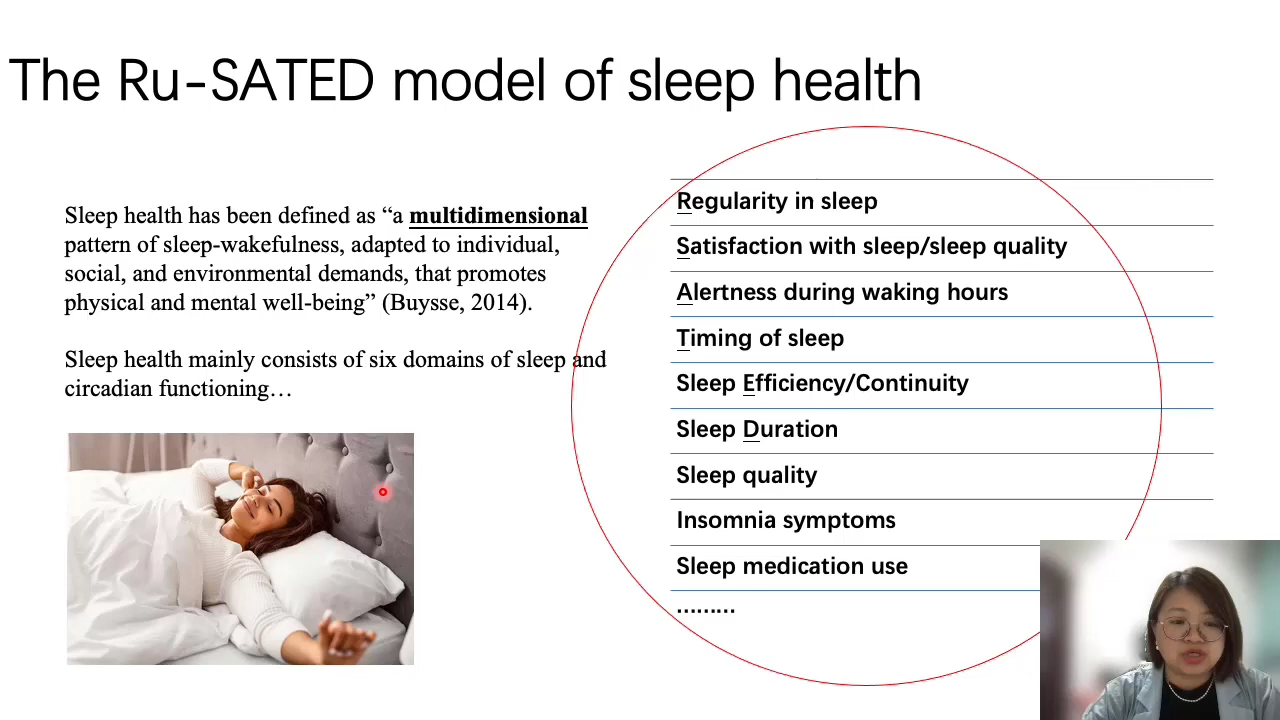 The Ru-SATED model of sleep health
Sleep health has been defined as “a multidimensional
pattern of sleep-wakefulness, adapted to individual,
social, and environmental demands, that promotes
physical and mental well-being” (Buysse, 2014).
Sleep health mainly consists of six domains of sleep and
circadian functioning…
Regularity in sleep
Satisfaction with sleep/sleep quality
Alertness during waking hours
Timing of sleep
Sleep Efficiency/Continuity
Sleep Duration
Sleep quality
Insomnia symptoms
Sleep medication use
………